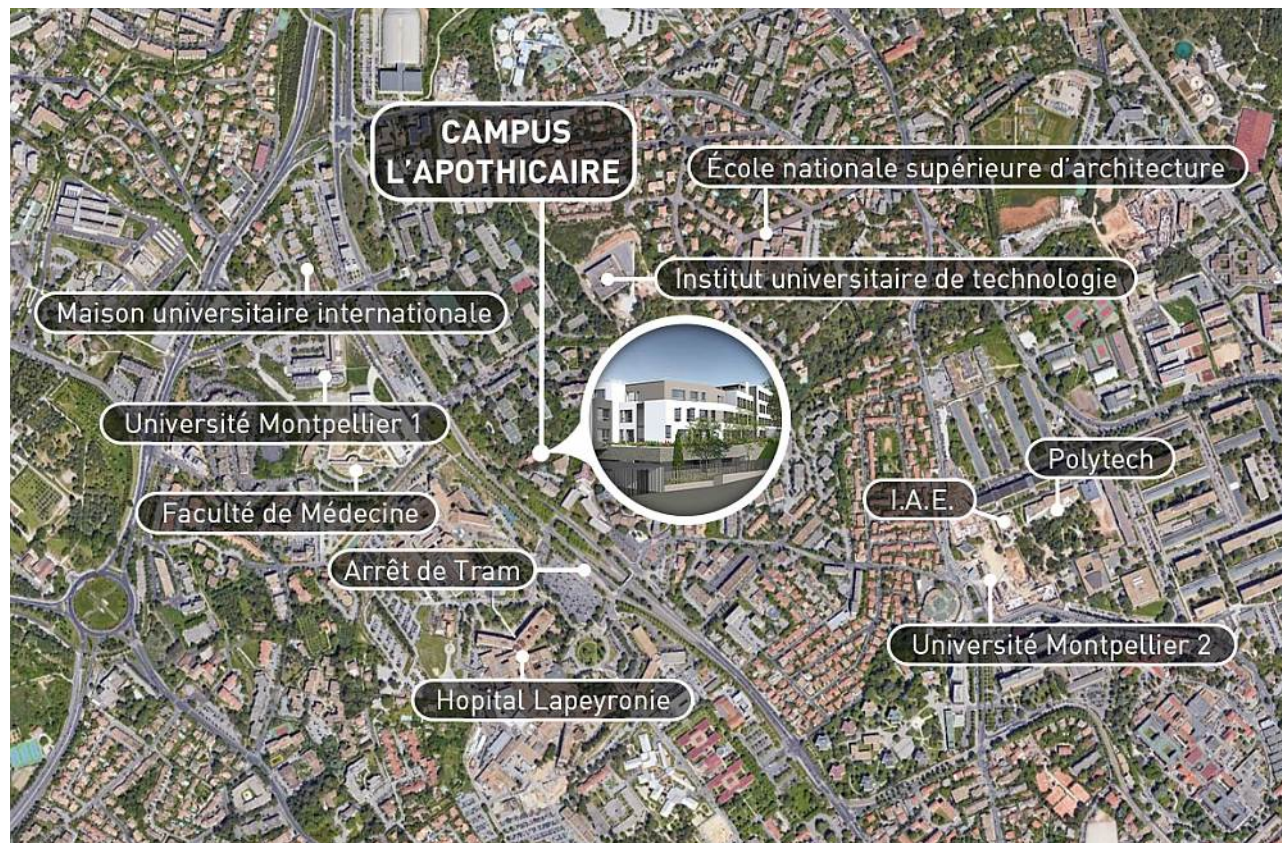 CAMPUS
L'APOTHICAIRE
École nationale supérieure d'architecture
Institut universitaire de technologie
Maison universitaire internationale
Université Montpellier 1
Polytech
I.A.E.
Faculté de Médecine
Arrêt de Tram
Université Montpellier 2
Hopital Lapeyronie